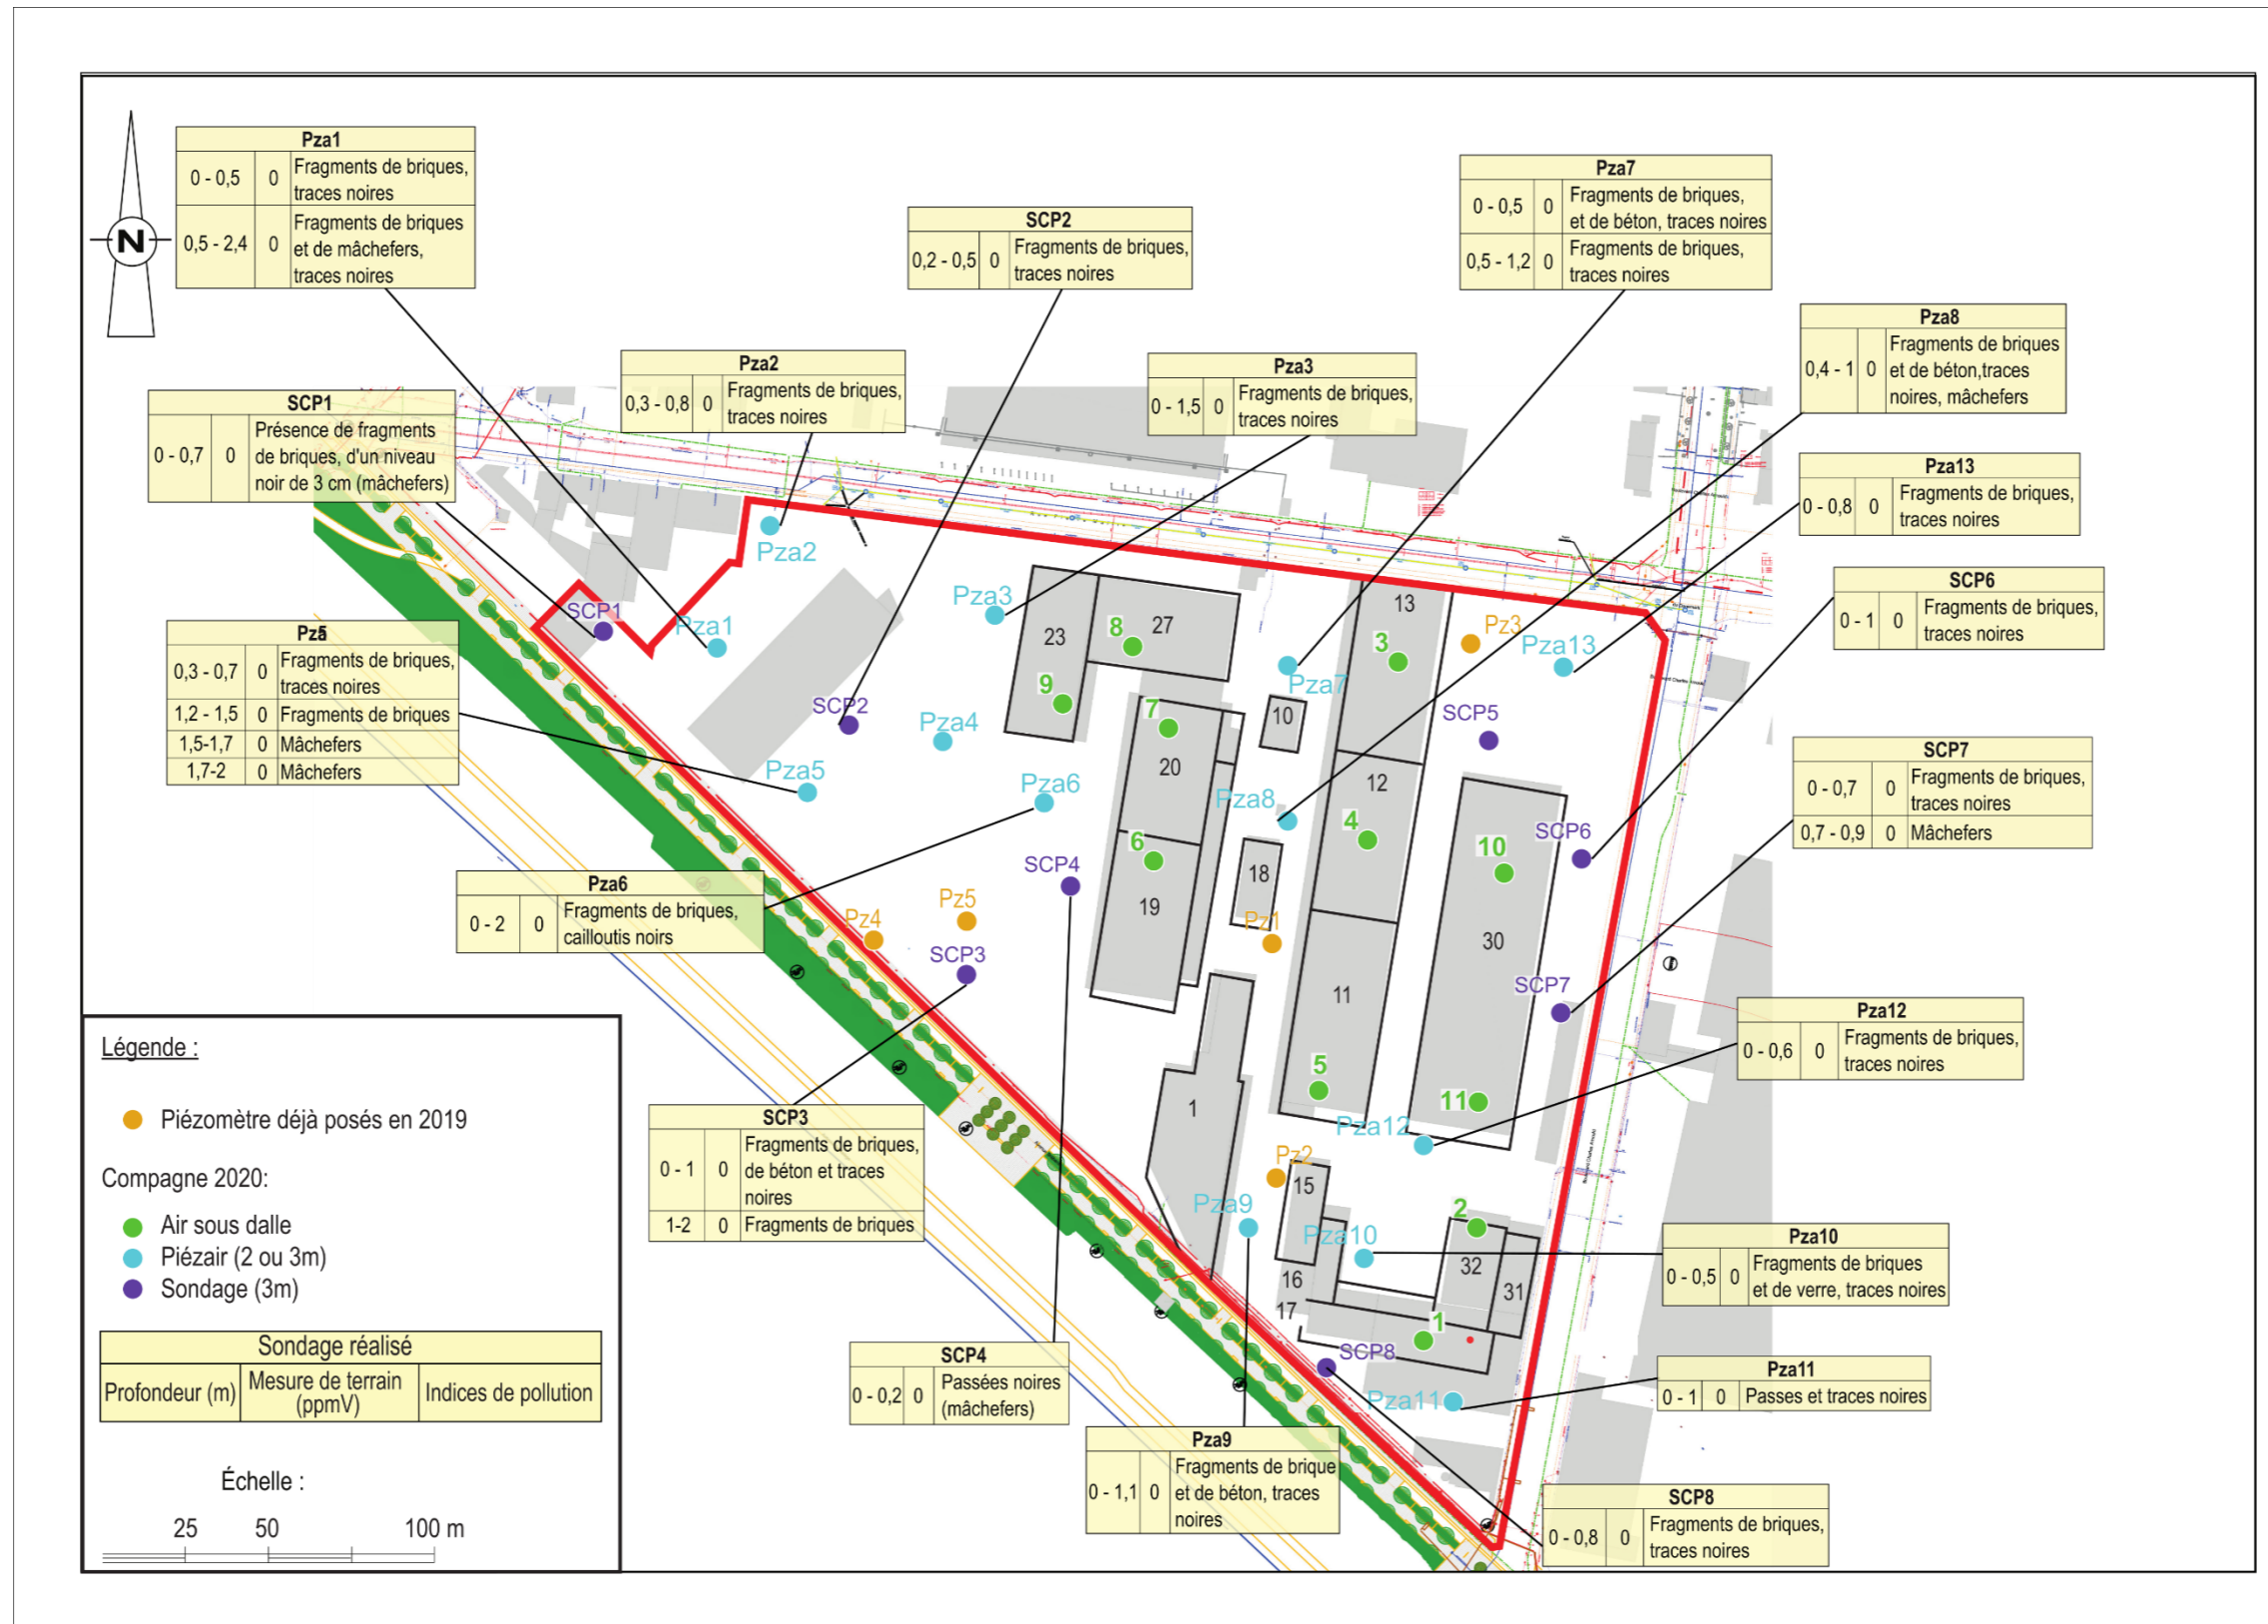 N
Pza1
0 - 0,5 0 Fragments de briques,
traces noires
0,5 - 2,4 0 Fragments de briques
et de mâchefers,
traces noires
SCP2
0,2 - 0,5 0 Fragments de briques,
traces noires
Pza7
0 - 0,5 0 Fragments de briques,
et de béton, traces noires
0,5 - 1,2 0 Fragments de briques,
traces noires
Pza8
0,4 - 1 0 Fragments de briques
et de béton,traces
noires, mâchefers
Pza2
0,3 - 0,8 0 Fragments de briques,
traces noires
Pza3
0 - 1,5 0 Fragments de briques,
traces noires
SCP1
0 - 0,7 0 Présence de fragments
de briques, d'un niveau
noir de 3 cm (mâchefers)
Pza13
0 - 0,8 0 Fragments de briques,
traces noires
SCP6
0 - 1 0 Fragments de briques,
traces noires
0,3 - 0,7 0 Fragments de briques,
traces noires
1,2 - 1,5 0 Fragments de briques
1,5-1,7 0 Mâchefers
1,7-2 0 Mâchefers
SCP7
0 - 0,7 0 Fragments de briques,
traces noires
0,7 - 0,9 0 Mâchefers
Pza6
0 - 2 0 Fragments de briques,
cailloutis noirs
Pza12
0 - 0,6 0 Fragments de briques,
traces noires
SCP3
0 - 1 0 Fragments de briques,
de béton et traces
noires
1-2 0 Fragments de briques
Pza10
0 - 0,5 0 Fragments de briques
et de verre, traces noires
SCP4
0 - 0,2 0 Passées noires
(mâchefers)
Pza11
0 - 1 0 Passes et traces noires
Pza9
0 - 1,1 0 Fragments de brique
et de béton, traces
noires
SCP8
0 - 0,8 0 Fragments de briques,
traces noires
Pza2
SCP1
Pza1
Pza3
23
8
27
13
3
Pz3
Pza13
9
Pza7
SCP2
Pza4
7
10
SCP5
Pza5
20
12
Pza6
Pza8
4
SCP6
6
10
SCP4
18
19
Pz4
Pz5
Pz1
30
SCP3
11
SCP7
5
11
1
Pza12
Pz2
15
Pza9
2
Pza10
32
16
31
17
1
SCP8
Pza11
Légende :
Piézomètre déjà posés en 2019
Compagne 2020:
Air sous dalle
Piézair (2 ou 3m)
Sondage (3m)
Sondage réalisé
Profondeur (m) Mesure de terrain
(ppmV) Indices de pollution
Échelle :
25 50 100 m